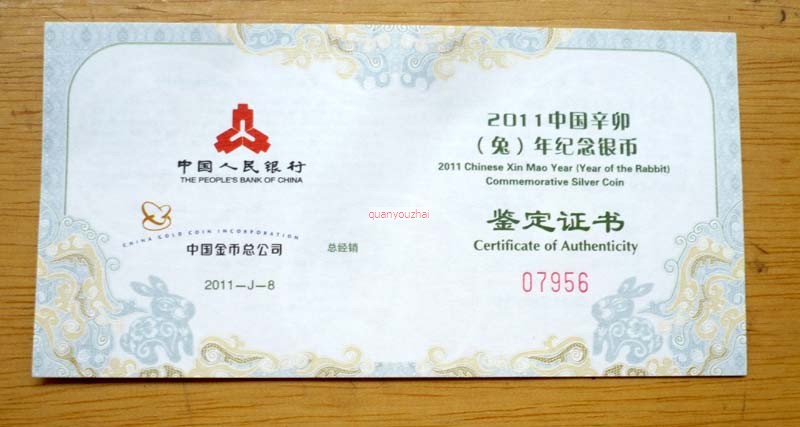 中国人民银行
THE PEOPLE'S BANK OF CHINA
CHINA GOLD COIN INCORPORATION
中国金币总公司 总经销
2011-J-8
2011中国辛卯
(兔)年纪念银币
2011 Chinese Xin Mao Year (Year of the Rabbit)
Commemorative Silver Coin
鉴定证书
Certificate of Authenticity
07956
quanyouzhai